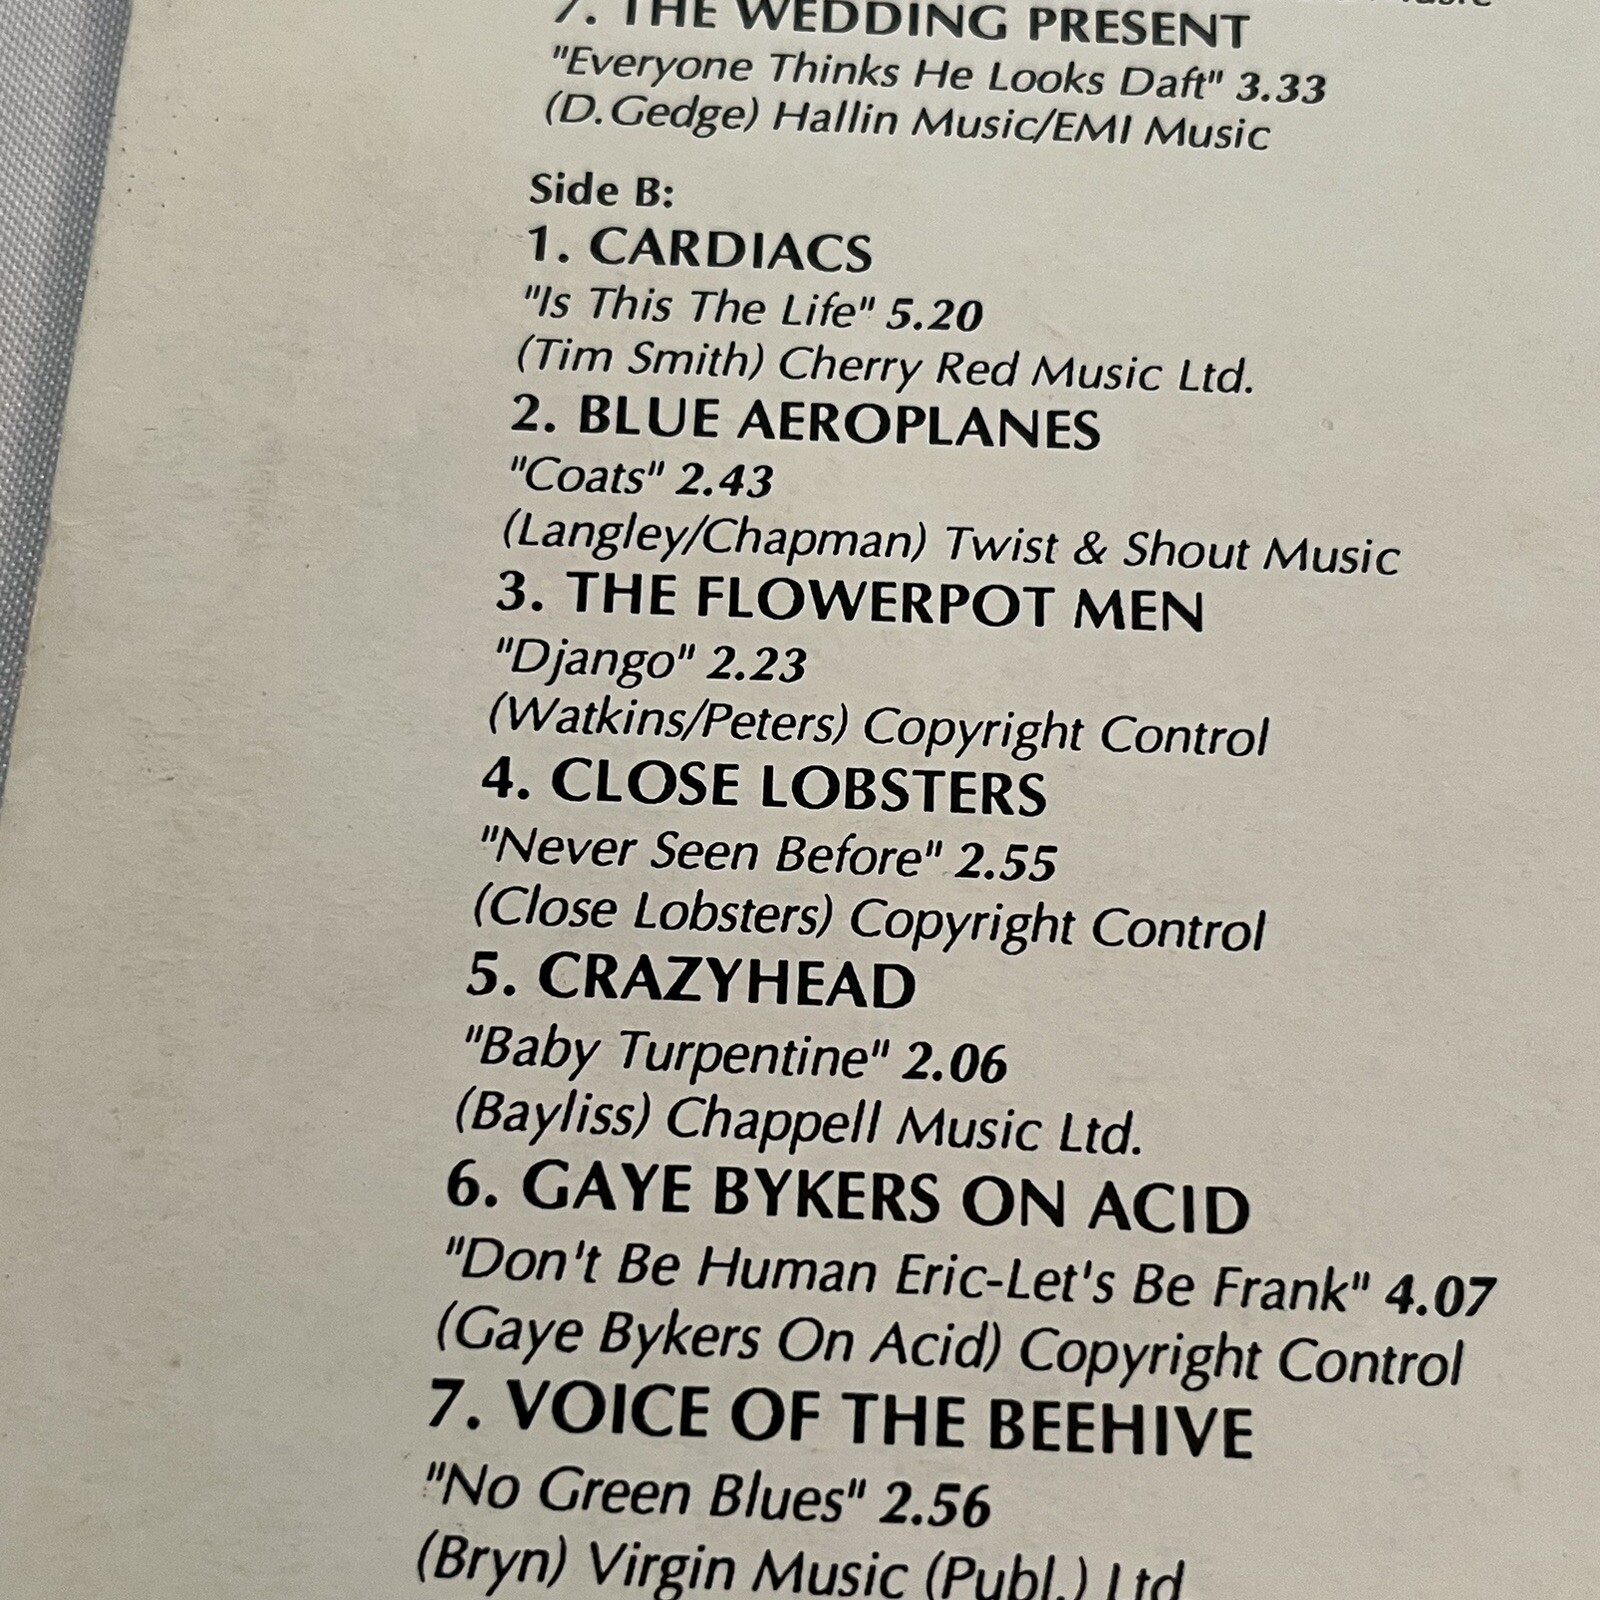 7. THE WEDDING PRESENT
"Everyone Thinks He Looks Daft" 3.33
(D.Gedge) Hallin Music/EMI Music
Side B:
1. CARDIACS
"Is This The Life" 5.20
(Tim Smith) Cherry Red Music Ltd.
2. BLUE AEROPLANES
"Coats" 2.43
(Langley/Chapman) Twist & Shout Music
3. THE FLOWERPOT MEN
"Django" 2.23
(Watkins/Peters) Copyright Control
4. CLOSE LOBSTERS
"Never Seen Before" 2.55
(Close Lobsters) Copyright Control
5. CRAZYHEAD
"Baby Turpentine" 2.06
(Bayliss) Chappell Music Ltd.
6. GAYE BYKERS ON ACID
"Don't Be Human Eric-Let's Be Frank" 4.07
(Gaye Bykers On Acid) Copyright Control
7. VOICE OF THE BEEHIVE
"No Green Blues" 2.56
(Bryn) Virgin Music (Publ.) Ltd